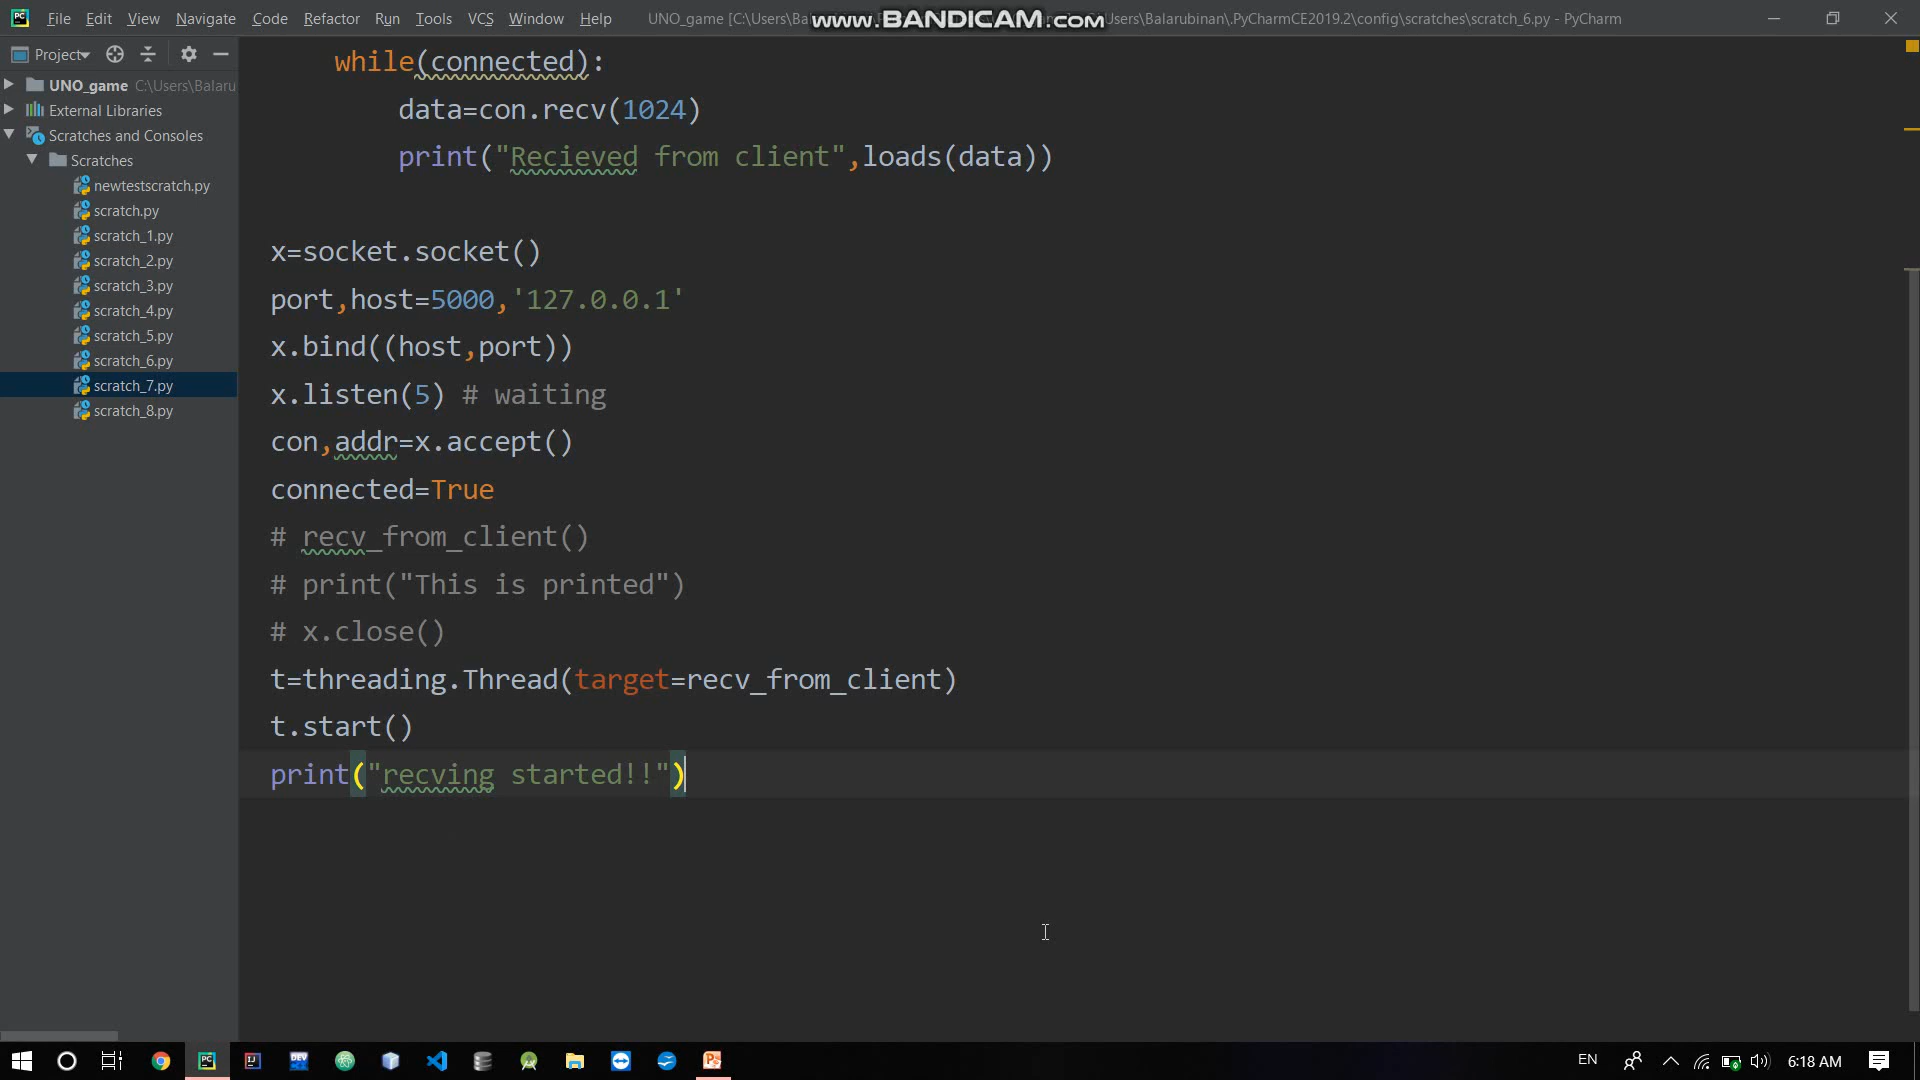 File Edit View Navigate Code Refactor Run Tools VCS Window Help UNO_game [C:\Users\Ba www.BANDICAM.com Users\Balarubinan\.PyCharmCE2019.2\config\scratches\scratch_6.py - PyCharm
Project
UNO_game C:\Users\Balaru
External Libraries
Scratches and Consoles
Scratches
newtestscratch.py
scratch.py
scratch_1.py
scratch_2.py
scratch_3.py
scratch_4.py
scratch_5.py
scratch_6.py
scratch_7.py
scratch_8.py
while(connected):
data=con.recv(1024)
print("Recieved from client",loads(data))
x=socket.socket()
port,host=5000,'127.0.0.1'
x.bind((host,port))
x.listen(5) # waiting
con,addr=x.accept()
connected=True
# recv_from_client()
# print("This is printed")
# x.close()
t=threading.Thread(target=recv_from_client)
t.start()
print("recving started!!")
EN 6:18 AM